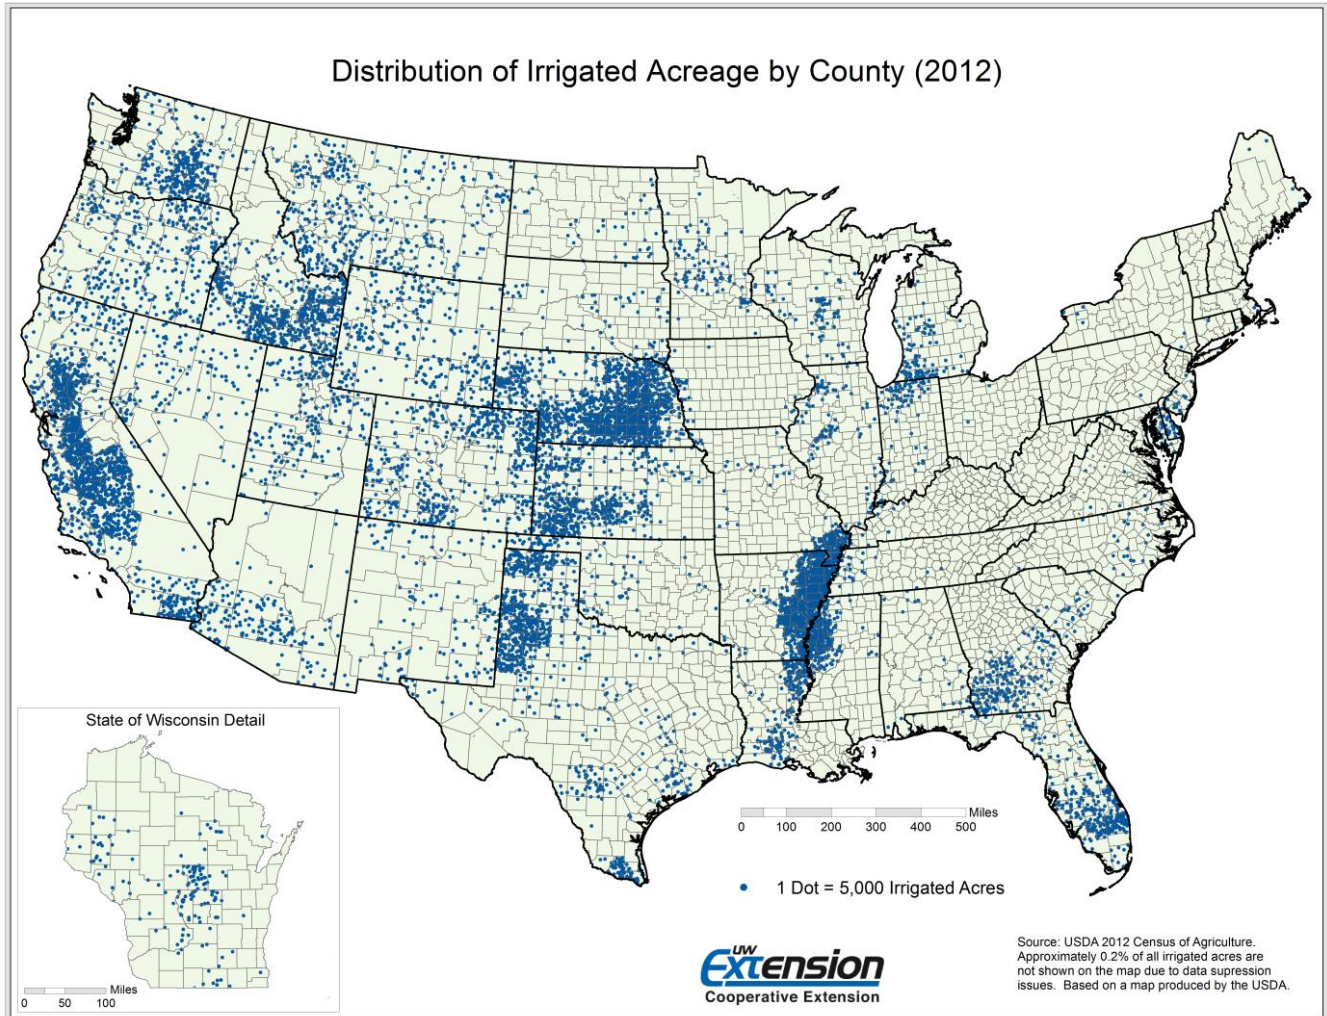 Distribution of Irrigated Acreage by County (2012)
State of Wisconsin Detail
Miles
0 50 100
Miles
0 100 200 300 400 500
1 Dot = 5,000 Irrigated Acres
UW
Extension
Cooperative Extension
Source: USDA 2012 Census of Agriculture.
Approximately 0.2% of all irrigated acres are
not shown on the map due to data supression
issues. Based on a map produced by the USDA.